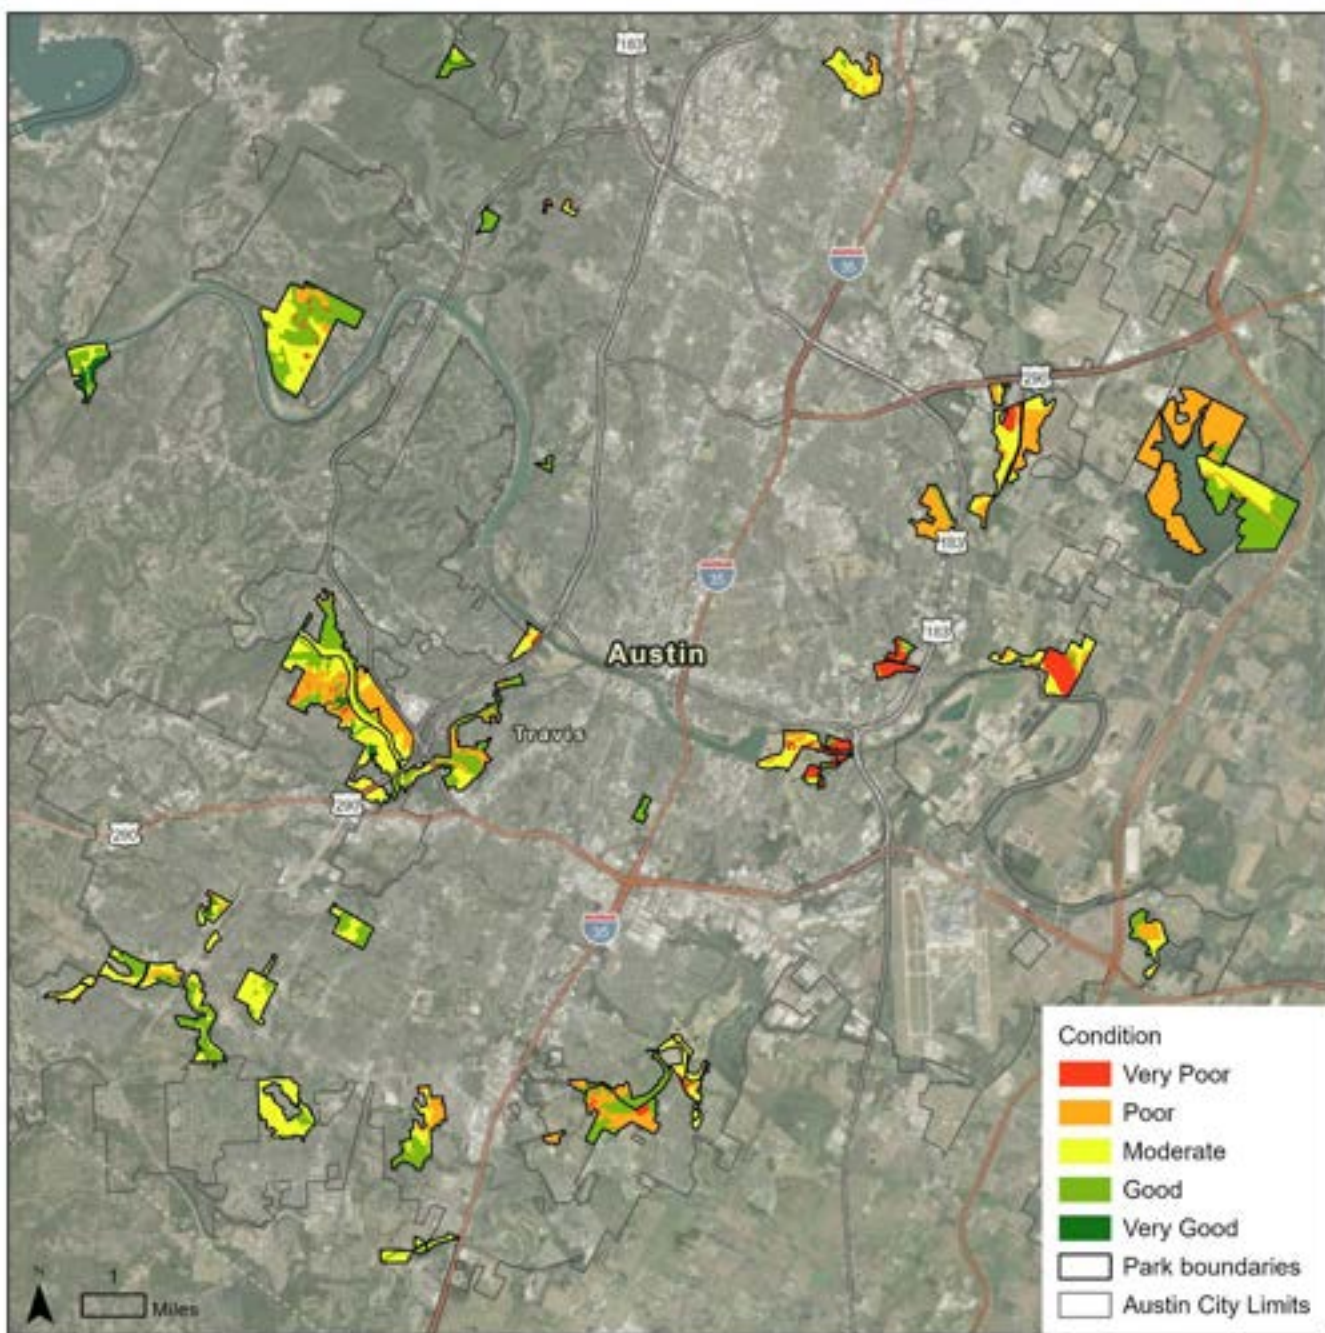 183
35
290
183
35
183
Austin
Travis
290
290
35
Condition
Very Poor
Poor
Moderate
Good
Very Good
Park boundaries
Austin City Limits
N
1
Miles